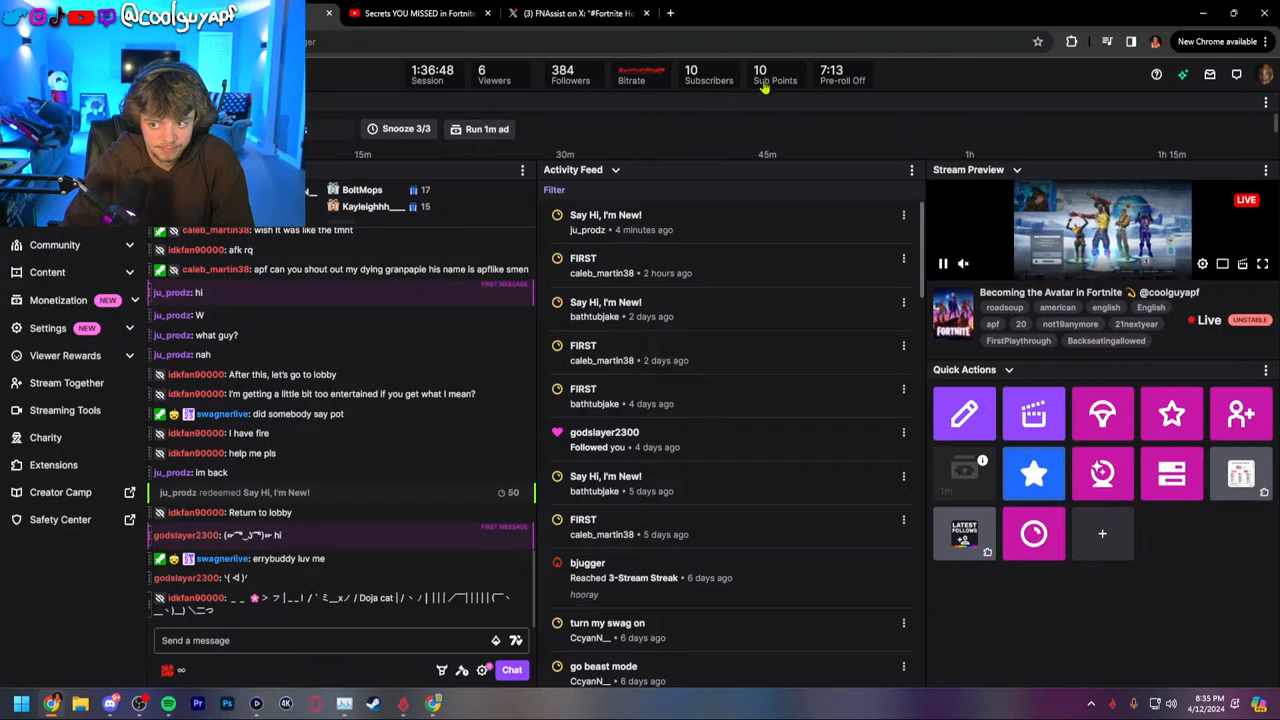 @coolguyapf
Secrets YOU MISSED in Fortnite
FNAssist on X: "#Fortnite Ho
New Chrome available
1:36:48
Session
6
Viewers
384
Followers
Bitrate
10
Subscribers
10
Sub Points
7:13
Pre-roll Off
Snooze 3/3
Run 1m ad
15m
30m
45m
1h
1h 15m
BoltMops 17
Kayleighhh____ 15
Community
Content
Monetization NEW
Settings NEW
Viewer Rewards
Stream Together
Streaming Tools
Charity
Extensions
Creator Camp
Safety Center
caleb_martin38: wish it was like the tmnt
idkfan90000: afk rq
caleb_martin38: apf can you shout out my dying granpapie his name is apflike smen
FIRST MESSAGE
ju_prodz: hi
ju_prodz: W
ju_prodz: what guy?
ju_prodz: nah
idkfan90000: After this, let's go to lobby
idkfan90000: I'm getting a little bit too entertained if you get what I mean?
swagnerlive: did somebody say pot
idkfan90000: I have fire
idkfan90000: help me pls
ju_prodz: im back
ju_prodz redeemed Say Hi, I'm New! 50
idkfan90000: Return to lobby
FIRST MESSAGE
godslayer2300: hi
swagnerlive: errybuddy luv me
godslayer2300:
idkfan90000: Doja cat
Send a message
Chat
Activity Feed
Filter
Say Hi, I'm New!
ju_prodz • 4 minutes ago
FIRST
caleb_martin38 • 2 hours ago
Say Hi, I'm New!
bathtubjake • 2 days ago
FIRST
caleb_martin38 • 2 days ago
FIRST
bathtubjake • 4 days ago
godslayer2300
Followed you • 4 days ago
Say Hi, I'm New!
bathtubjake • 5 days ago
FIRST
caleb_martin38 • 5 days ago
bjugger
Reached 3-Stream Streak • 6 days ago
hooray
turn my swag on
CcyanN__ • 6 days ago
go beast mode
CcyanN__ • 6 days ago
Stream Preview
LIVE
FORTNITE
Becoming the Avatar in Fortnite @coolguyapf
roadsoup american english English
apf 20 not19anymore 21nextyear
FirstPlaythrough Backseatingallowed
Live UNSTABLE
Quick Actions
1m
LATEST FOLLOWS
+
8:35 PM
4/12/2024